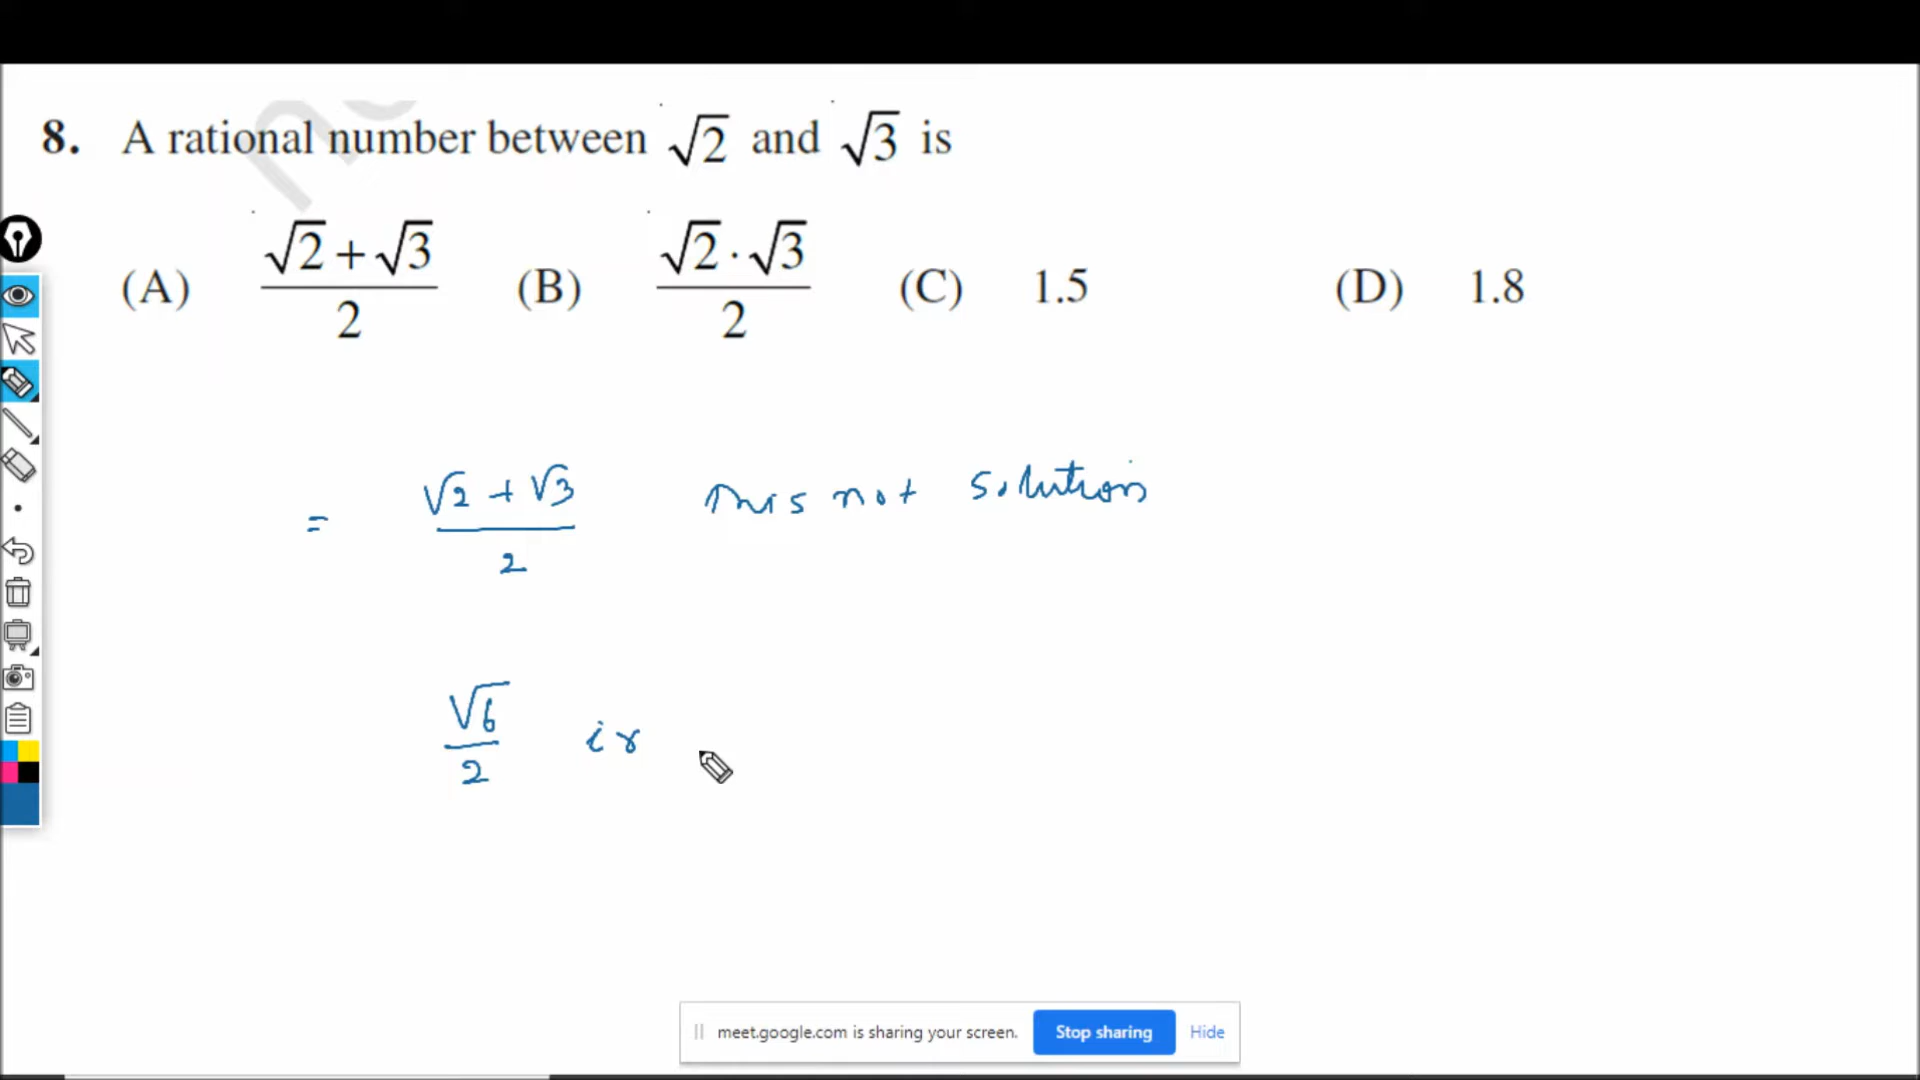 8. A rational number between √2 and √3 is
(A) (√2 + √3)/2 (B) (√2 · √3)/2 (C) 1.5 (D) 1.8
= (√2 + √3)/2 this not solution
√6/2 ir
meet.google.com is sharing your screen. Stop sharing Hide